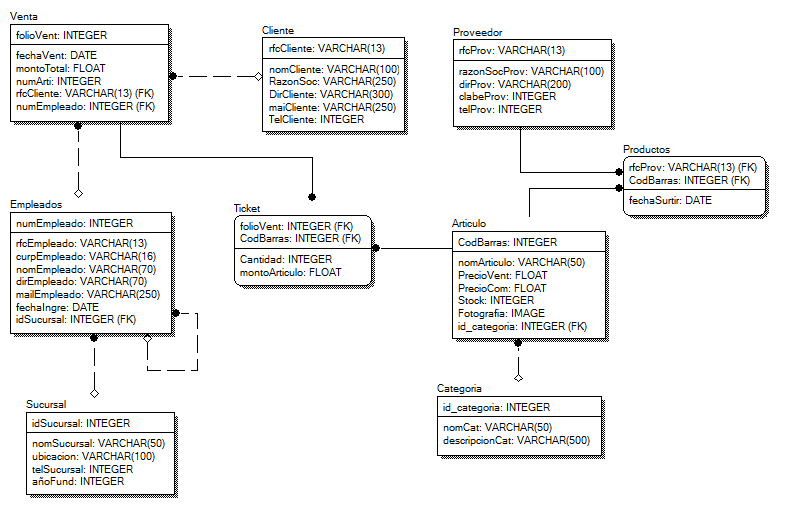 Venta
folioVent: INTEGER
fechaVent: DATE
montoTotal: FLOAT
numArti: INTEGER
rfcCliente: VARCHAR(13) (FK)
numEmpleado: INTEGER (FK)
Cliente
rfcCliente: VARCHAR(13)
nomCliente: VARCHAR(100)
RazonSoc: VARCHAR(250)
DirCliente: VARCHAR(300)
maiCliente: VARCHAR(250)
TelCliente: INTEGER
Proveedor
rfcProv: VARCHAR(13)
razonSocProv: VARCHAR(100)
dirProv: VARCHAR(200)
clabeProv: INTEGER
telProv: INTEGER
Productos
rfcProv: VARCHAR(13) (FK)
CodBarras: INTEGER (FK)
fechaSurtir: DATE
Empleados
numEmpleado: INTEGER
rfcEmpleado: VARCHAR(13)
curpEmpleado: VARCHAR(16)
nomEmpleado: VARCHAR(70)
dirEmpleado: VARCHAR(70)
mailEmpleado: VARCHAR(250)
fechaIngre: DATE
idSucursal: INTEGER (FK)
Ticket
folioVent: INTEGER (FK)
CodBarras: INTEGER (FK)
Cantidad: INTEGER
montoArticulo: FLOAT
Articulo
CodBarras: INTEGER
nomArticulo: VARCHAR(50)
PrecioVent: FLOAT
PrecioCom: FLOAT
Stock: INTEGER
Fotografia: IMAGE
id_categoria: INTEGER (FK)
Sucursal
idSucursal: INTEGER
nomSucursal: VARCHAR(50)
ubicacion: VARCHAR(100)
telSucursal: INTEGER
añoFund: INTEGER
Categoria
id_categoria: INTEGER
nomCat: VARCHAR(50)
descripcionCat: VARCHAR(500)